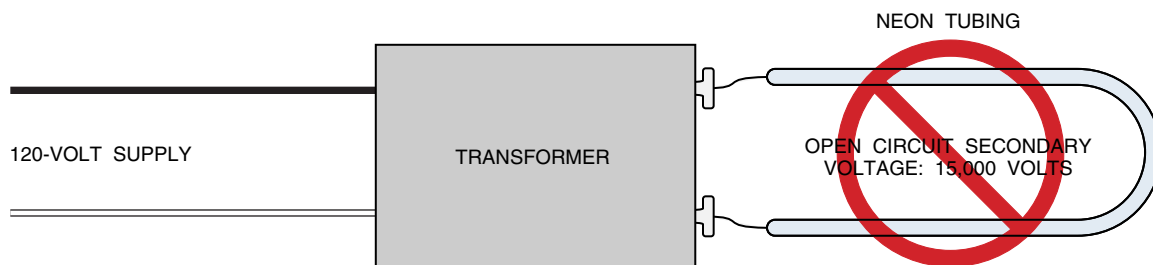 NEON TUBING
120-VOLT SUPPLY
TRANSFORMER
OPEN CIRCUIT SECONDARY
VOLTAGE: 15,000 VOLTS